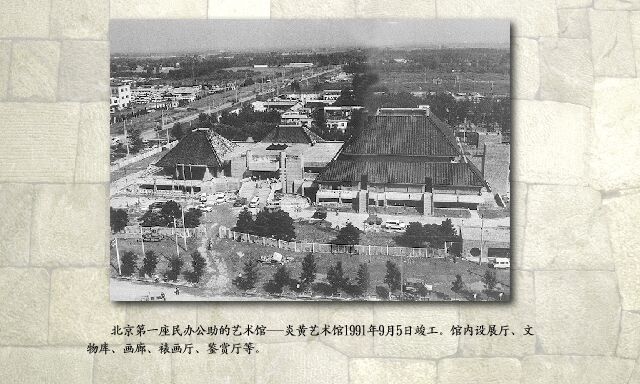 北京第一座民办公助的艺术馆——炎黄艺术馆1991年9月5日竣工。馆内设展厅、文
物库、画廊、裱画厅、鉴赏厅等。